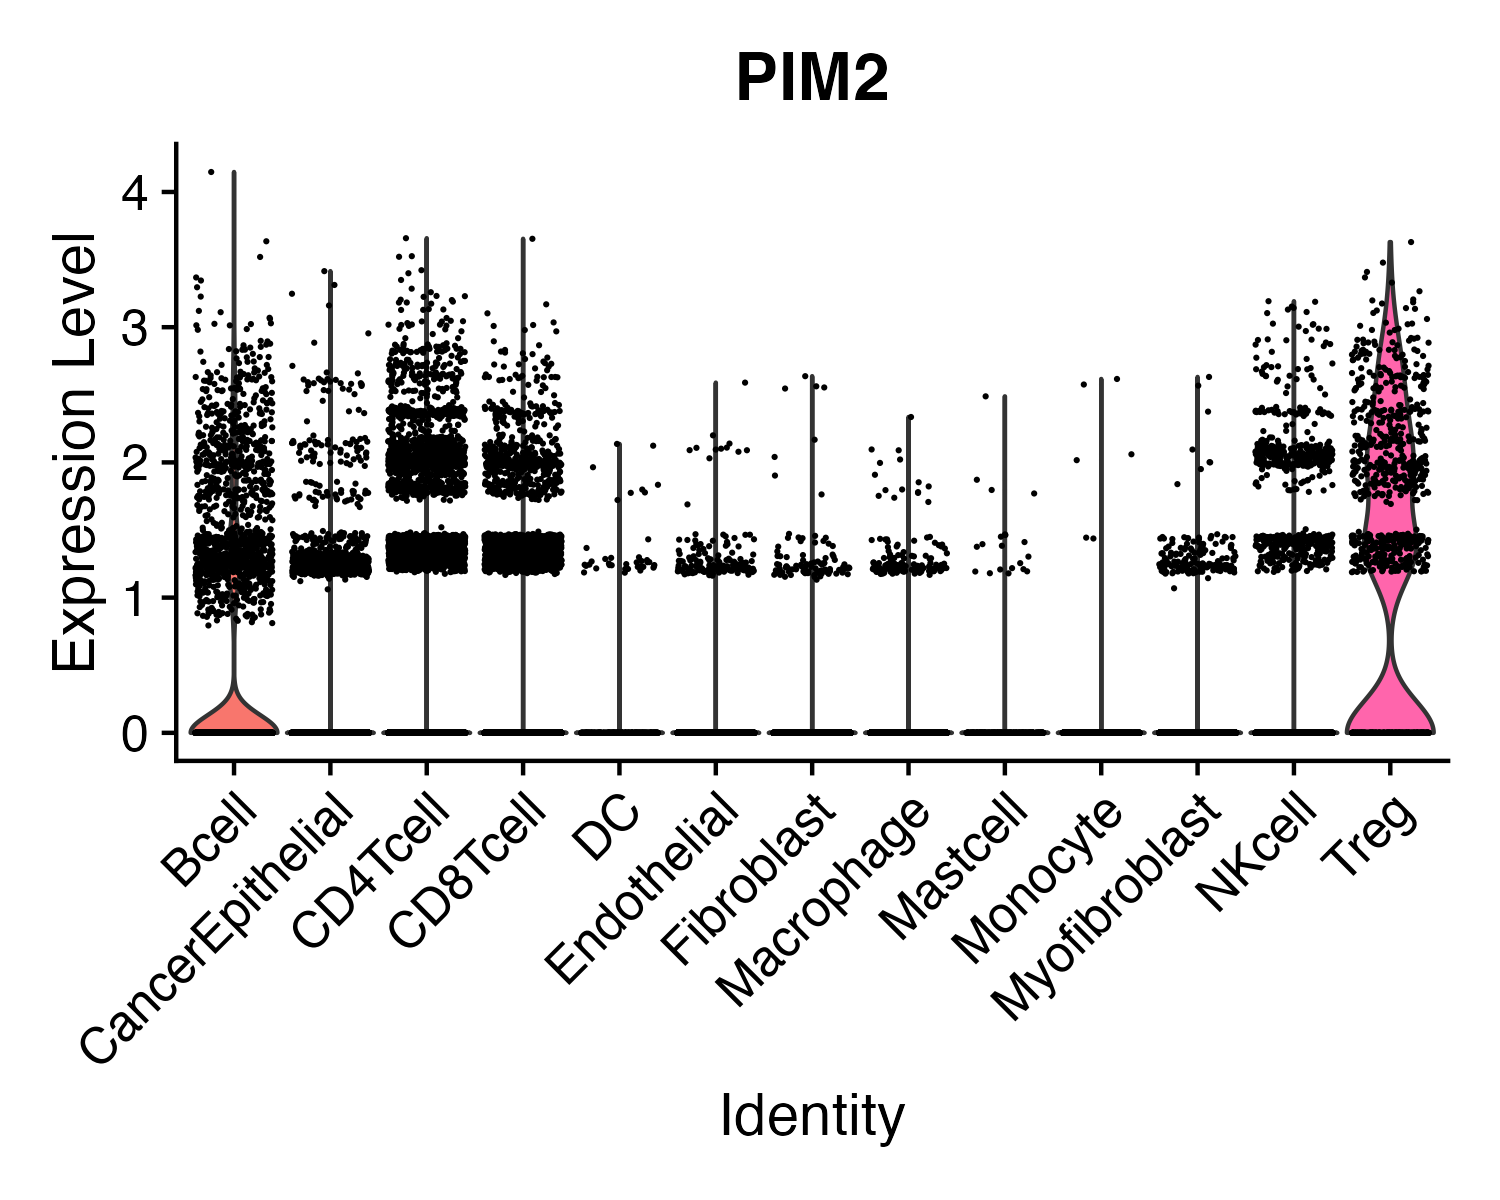 PIM2
Expression Level
4
3
2
1
0
Bcell
CancerEpithelial
CD4Tcell
CD8Tcell
DC
Endothelial
Fibroblast
Macrophage
Mastcell
Monocyte
Myofibroblast
NKcell
Treg
Identity